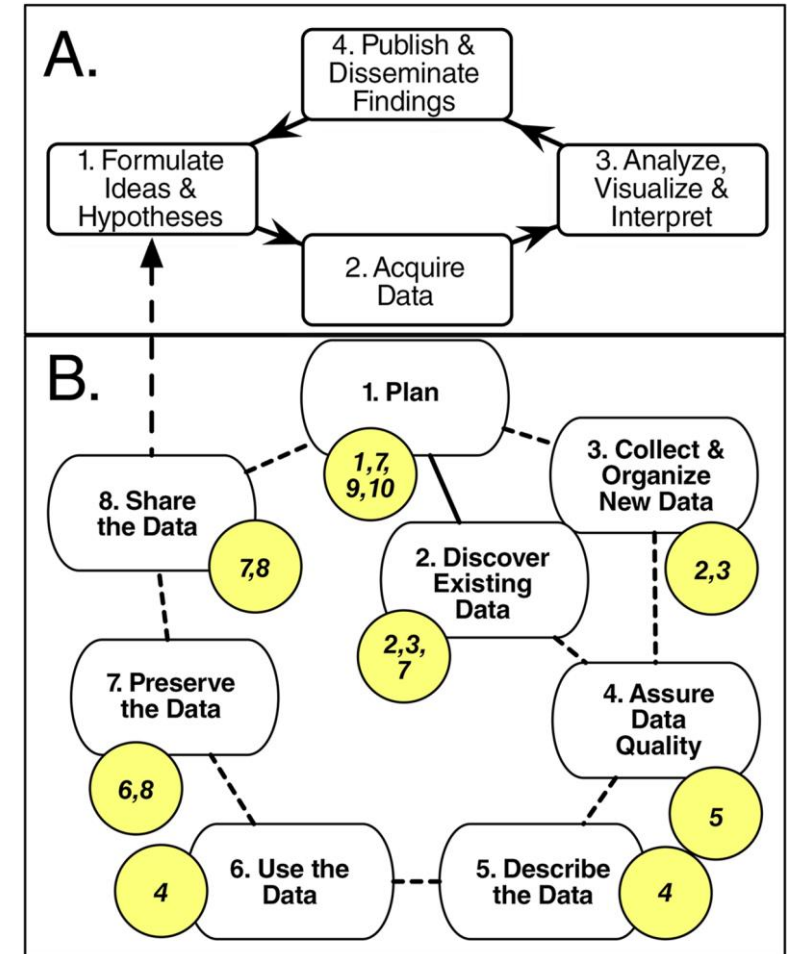 A.
4. Publish &
Disseminate
Findings
1. Formulate
Ideas &
Hypotheses
3. Analyze,
Visualize &
Interpret
2. Acquire
Data
B.
1. Plan
1,7,
9,10
3. Collect &
Organize
New Data
2,3
8. Share
the Data
7,8
2. Discover
Existing
Data
2,3,
7
7. Preserve
the Data
6,8
4. Assure
Data
Quality
5
6. Use the
Data
4
5. Describe
the Data
4